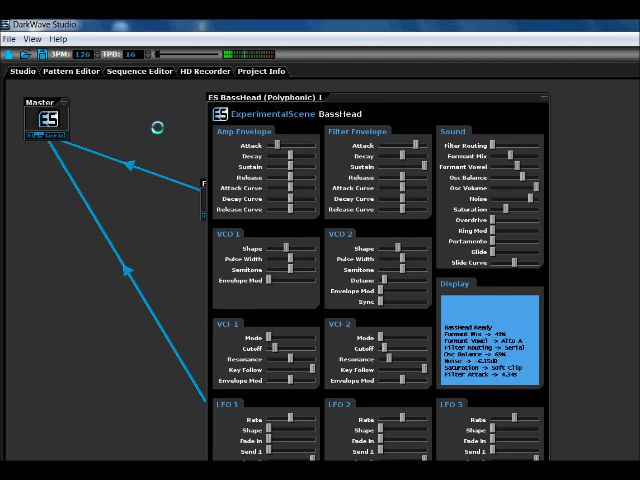 DarkWave Studio
File View Help
BPM: 126 TPB: 16
Studio Pattern Editor Sequence Editor HD Recorder Project Info
Master
ES
ES BassHead (Polyphonic) 1
ES ExperimentalScene BassHead
Amp Envelope
Attack
Decay
Sustain
Release
Attack Curve
Decay Curve
Release Curve
Filter Envelope
Attack
Decay
Sustain
Release
Attack Curve
Decay Curve
Release Curve
Sound
Filter Routing
Formant Mix
Formant Vowel
Osc Balance
Osc Volume
Noise
Saturation
Overdrive
Ring Mod
Portamento
Glide
Slide Curve
VCO 1
Shape
Pulse Width
Semitone
Envelope Mod
VCO 2
Shape
Pulse Width
Semitone
Detune
Envelope Mod
Sync
Display
BassHead Ready
Formant Mix -> 41%
Formant Vowel -> Alto A
Filter Routing -> Serial
Osc Balance -> 69%
Noise -> -6.15dB
Saturation -> Soft Clip
Filter Attack -> 4.34s
VCF 1
Mode
Cutoff
Resonance
Key Follow
Envelope Mod
VCF 2
Mode
Cutoff
Resonance
Key Follow
Envelope Mod
LFO 1
Rate
Shape
Fade In
Send 1
LFO 2
Rate
Shape
Fade In
Send 1
LFO 3
Rate
Shape
Fade In
Send 1